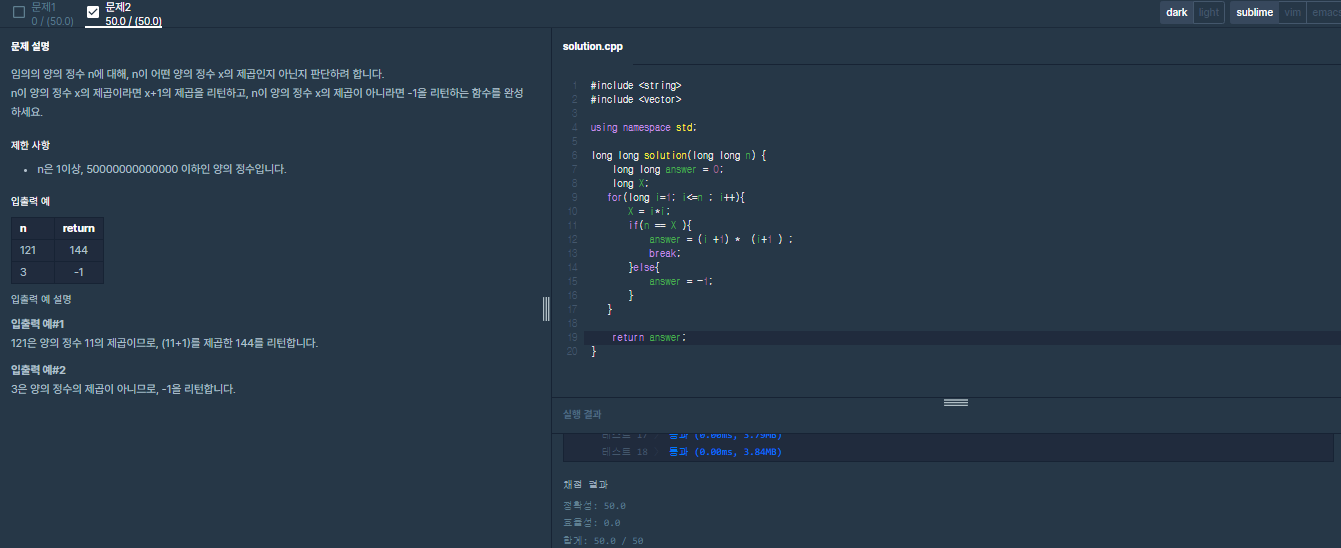 문제1
0 / (50.0)
문제2
50.0 / (50.0)
dark light sublime vim emacs
문제 설명
임의의 양의 정수 n에 대해, n이 어떤 양의 정수 x의 제곱인지 아닌지 판단하려 합니다.
n이 양의 정수 x의 제곱이라면 x+1의 제곱을 리턴하고, n이 양의 정수 x의 제곱이 아니라면 -1을 리턴하는 함수를 완성
하세요.
제한 사항
n은 1이상, 50000000000000 이하인 양의 정수입니다.
입출력 예
n return
121 144
3 -1
입출력 예 설명
입출력 예#1
121은 양의 정수 11의 제곱이므로, (11+1)를 제곱한 144를 리턴합니다.
입출력 예#2
3은 양의 정수의 제곱이 아니므로, -1을 리턴합니다.
solution.cpp
1 #include <string>
2 #include <vector>
3
4 using namespace std;
5
6 long long solution(long long n) {
7 long long answer = 0;
8 long X;
9 for(long i=1; i<=n ; i++){
10 X = i*i;
11 if(n == X ){
12 answer = (i +1) * (i+1 ) ;
13 break;
14 }else{
15 answer = -1;
16 }
17 }
18
19 return answer;
20 }
실행 결과
테스트 17 통과 (0.00ms, 3.79MB)
테스트 18 통과 (0.00ms, 3.84MB)
채점 결과
정확성: 50.0
효율성: 0.0
합계: 50.0 / 50